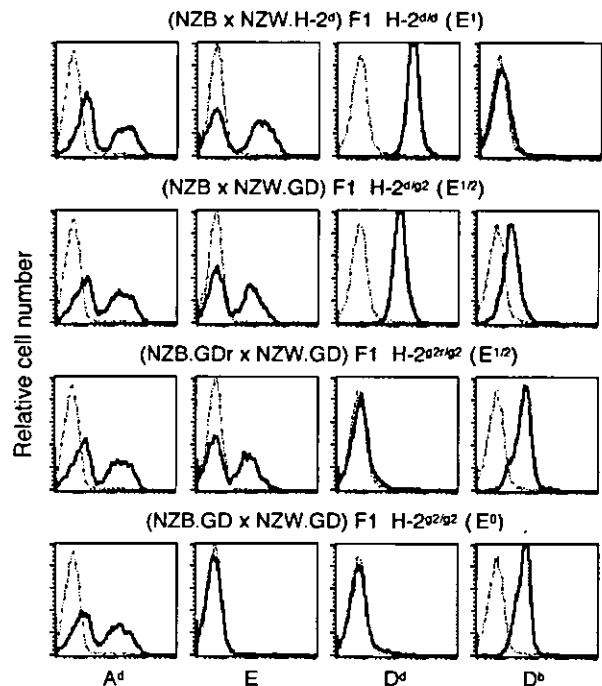 (NZB x NZW.H-2ᵈ) F1 H-2ᵈ/ᵈ (E¹)
(NZB x NZW.GD) F1 H-2ᵈ/ᵍ² (E¹/²)
(NZB.GDr x NZW.GD) F1 H-2ᵍ²ʳ/ᵍ² (E¹/²)
(NZB.GD x NZW.GD) F1 H-2ᵍ²/ᵍ² (E⁰)
Relative cell number
Aᵈ E Dᵈ Dᵇ